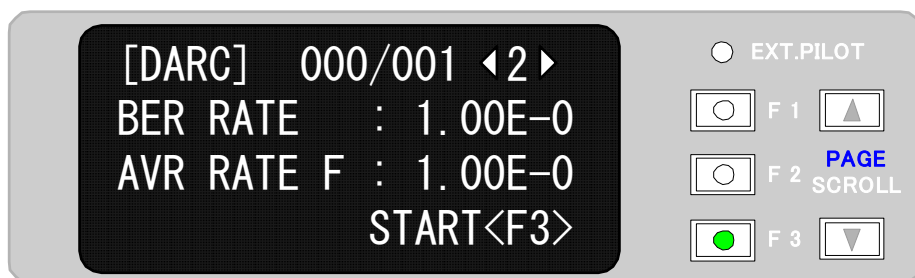 [DARC] 000/001 ◀2▶
BER RATE : 1.00E-0
AVR RATE F : 1.00E-0
START<F3>
EXT.PILOT
F 1
F 2
PAGE
SCROLL
F 3